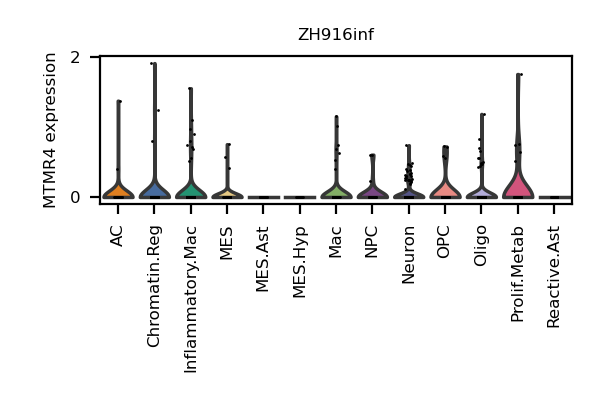 ZH916inf
MTMR4 expression
2
0
AC
Chromatin.Reg
Inflammatory.Mac
MES
MES.Ast
MES.Hyp
Mac
NPC
Neuron
OPC
Oligo
Prolif.Metab
Reactive.Ast